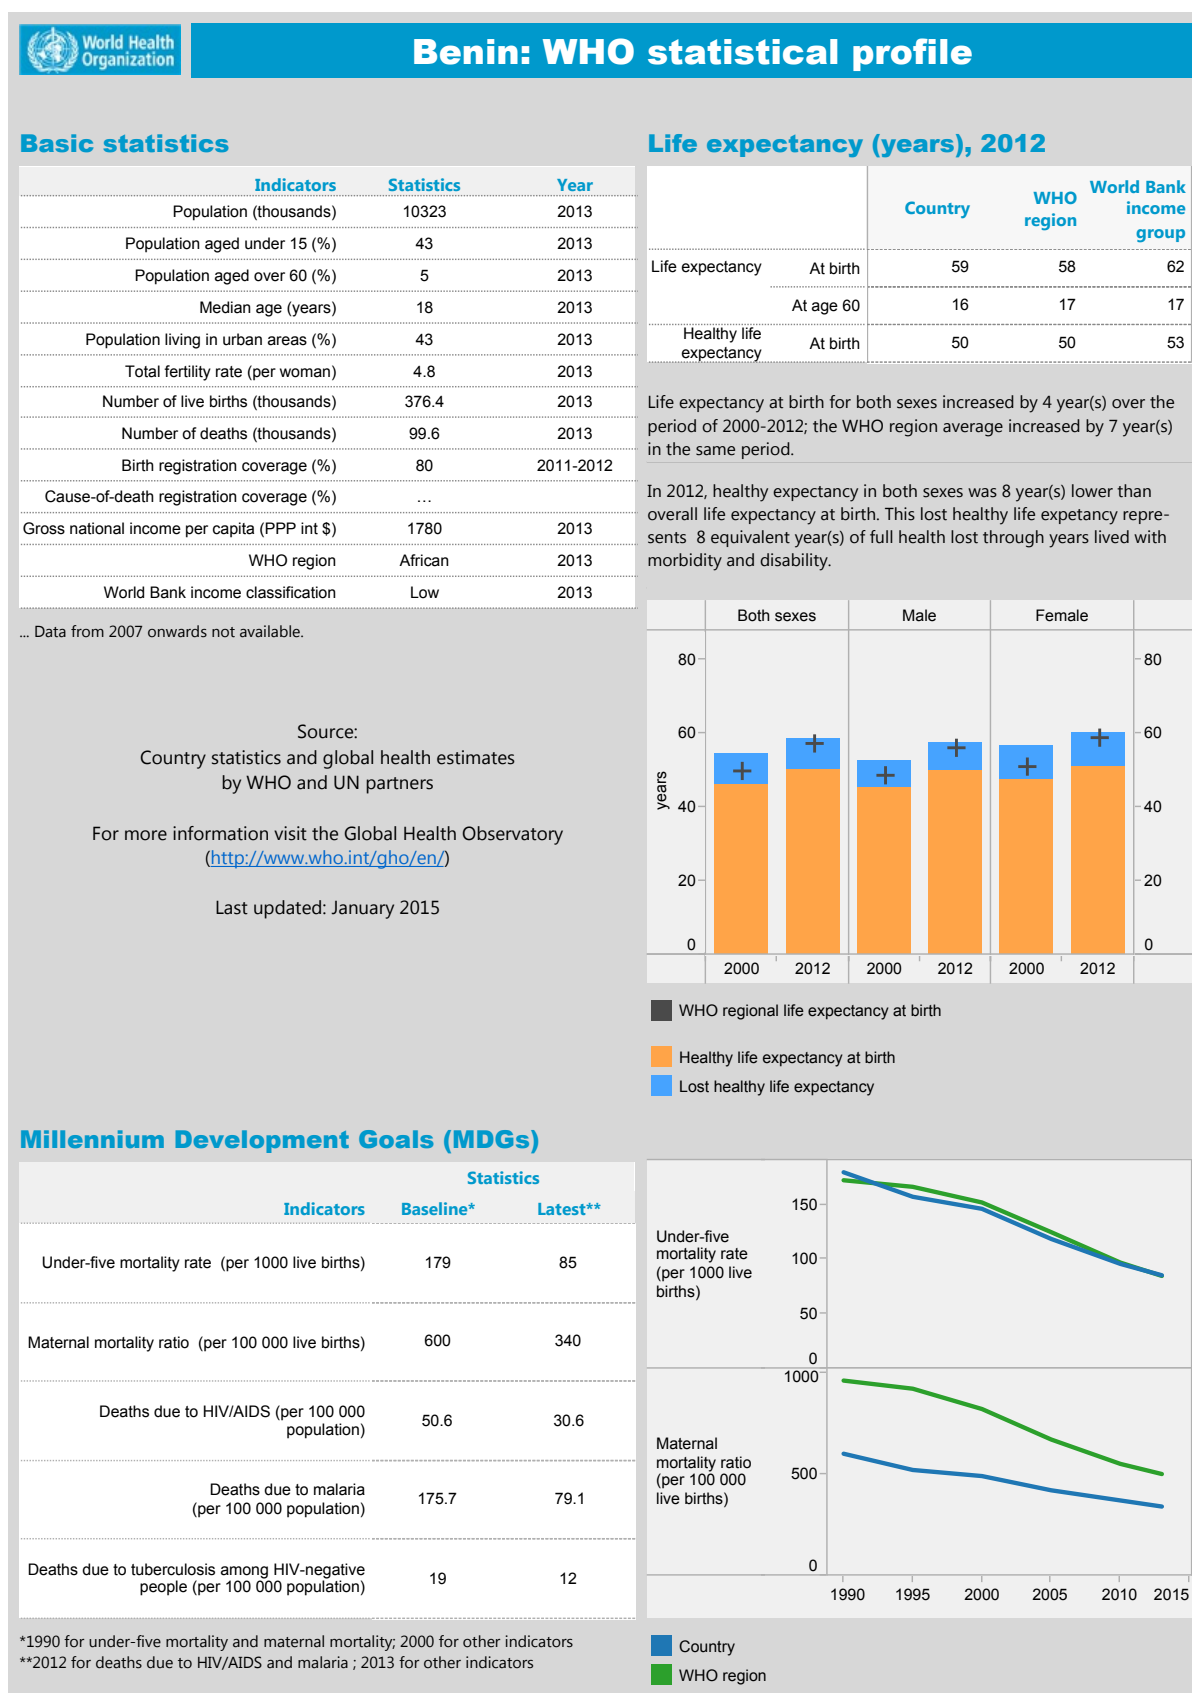 World Health
Organization
Benin: WHO statistical profile
Basic statistics
Indicators Statistics Year
Population (thousands) 10323 2013
Population aged under 15 (%) 43 2013
Population aged over 60 (%) 5 2013
Median age (years) 18 2013
Population living in urban areas (%) 43 2013
Total fertility rate (per woman) 4.8 2013
Number of live births (thousands) 376.4 2013
Number of deaths (thousands) 99.6 2013
Birth registration coverage (%) 80 2011-2012
Cause-of-death registration coverage (%) …
Gross national income per capita (PPP int $) 1780 2013
WHO region African 2013
World Bank income classification Low 2013
... Data from 2007 onwards not available.
Source:
Country statistics and global health estimates
by WHO and UN partners
For more information visit the Global Health Observatory
(http://www.who.int/gho/en/)
Last updated: January 2015
Life expectancy (years), 2012
Country
WHO
region
World Bank
income
group
Life expectancy At birth 59 58 62
At age 60 16 17 17
Healthy life
expectancy
At birth 50 50 53
Life expectancy at birth for both sexes increased by 4 year(s) over the
period of 2000-2012; the WHO region average increased by 7 year(s)
in the same period.
In 2012, healthy expectancy in both sexes was 8 year(s) lower than
overall life expectancy at birth. This lost healthy life expetancy repre-
sents 8 equivalent year(s) of full health lost through years lived with
morbidity and disability.
Both sexes Male Female
80 80
60 60
years
40 40
20 20
0 0
2000 2012 2000 2012 2000 2012
WHO regional life expectancy at birth
Healthy life expectancy at birth
Lost healthy life expectancy
Millennium Development Goals (MDGs)
Statistics
Indicators Baseline* Latest**
Under-five mortality rate (per 1000 live births) 179 85
Maternal mortality ratio (per 100 000 live births) 600 340
Deaths due to HIV/AIDS (per 100 000
population)
50.6 30.6
Deaths due to malaria
(per 100 000 population)
175.7 79.1
Deaths due to tuberculosis among HIV-negative
people (per 100 000 population)
19 12
*1990 for under-five mortality and maternal mortality; 2000 for other indicators
**2012 for deaths due to HIV/AIDS and malaria ; 2013 for other indicators
Under-five
mortality rate
(per 1000 live
births)
150
100
50
0
Maternal
mortality ratio
(per 100 000
live births)
1000
500
0
1990 1995 2000 2005 2010 2015
Country
WHO region